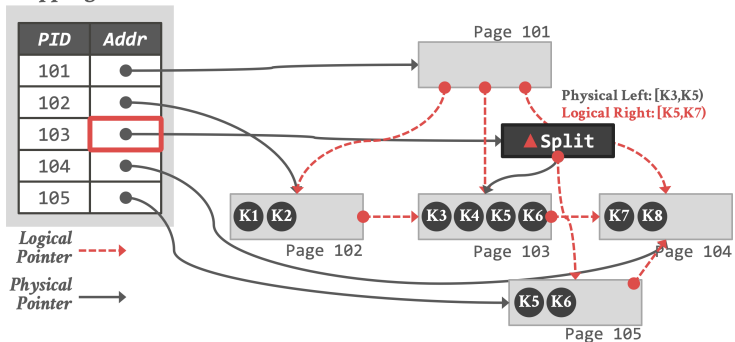 PID Addr
101
102
103
104
105
Logical
Pointer
Physical
Pointer
Page 101
Physical Left: [K3,K5)
Logical Right: [K5,K7)
Split
K1 K2
Page 102
K3 K4 K5 K6
Page 103
K7 K8
Page 104
K5 K6
Page 105